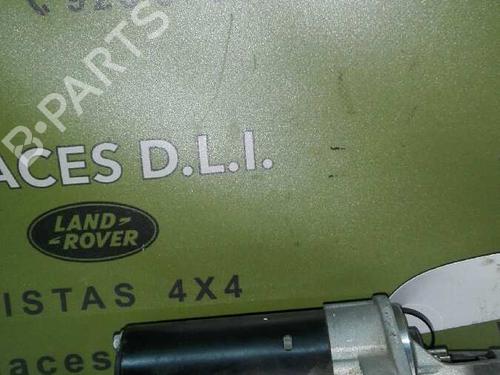 B-PARTS
ACES D.L.I.
LAND-
-ROVER
ISTAS 4X4
aces